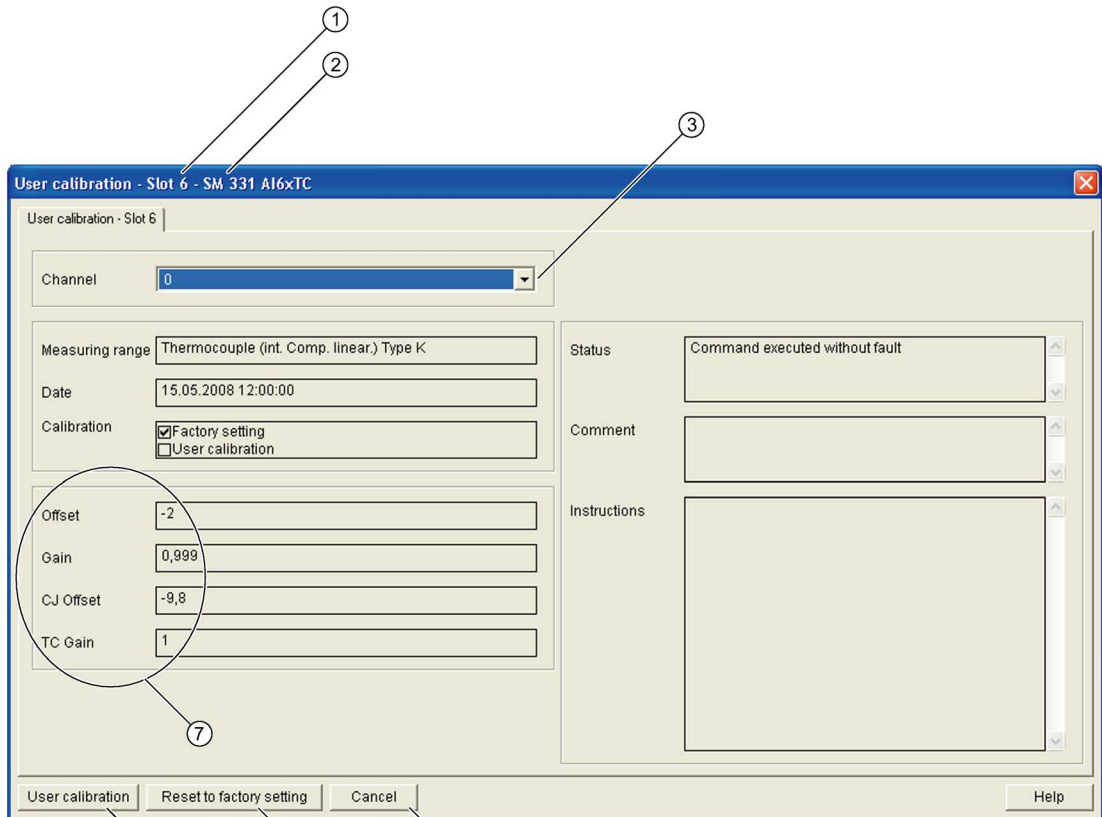 ①
②
③
User calibration - Slot 6 - SM 331 AI6xTC
User calibration - Slot 6
Channel 0
Measuring range Thermocouple (int. Comp. linear.) Type K
Date 15.05.2008 12:00:00
Calibration Factory setting
User calibration
Offset -2
Gain 0,999
CJ Offset -9,8
TC Gain 1
⑦
Status Command executed without fault
Comment
Instructions
User calibration Reset to factory setting Cancel Help